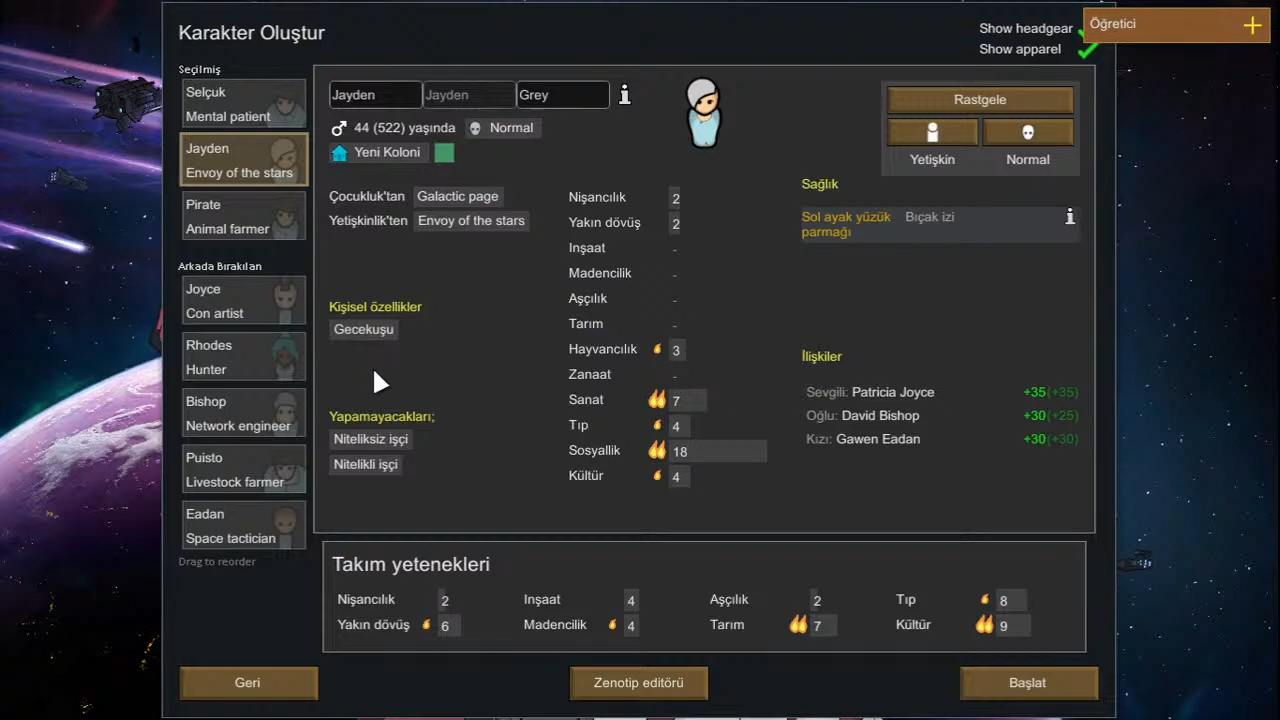 Karakter Oluştur
Show headgear
Show apparel
Öğretici
Seçilmiş
Selçuk
Mental patient
Jayden
Envoy of the stars
Pirate
Animal farmer
Arkada Bırakılan
Joyce
Con artist
Rhodes
Hunter
Bishop
Network engineer
Puisto
Livestock farmer
Eadan
Space tactician
Drag to reorder
Jayden
Jayden
Grey
44 (522) yaşında
Normal
Yeni Koloni
Çocukluk'tan
Galactic page
Yetişkinlik'ten
Envoy of the stars
Kişisel özellikler
Gecekuşu
Yapamayacakları;
Niteliksiz işçi
Nitelikli işçi
Nişancılık 2
Yakın dövüş 2
Inşaat -
Madencilik -
Aşçılık -
Tarım -
Hayvancılık 3
Zanaat -
Sanat 7
Tıp 4
Sosyallik 18
Kültür 4
Rastgele
Yetişkin
Normal
Sağlık
Sol ayak yüzük Bıçak izi
parmağı
İlişkiler
Sevgili: Patricia Joyce +35(+35)
Oğlu: David Bishop +30(+25)
Kızı: Gawen Eadan +30(+30)
Takım yetenekleri
Nişancılık 2 Inşaat 4 Aşçılık 2 Tıp 8
Yakın dövüş 6 Madencilik 4 Tarım 7 Kültür 9
Geri
Zenotip editörü
Başlat